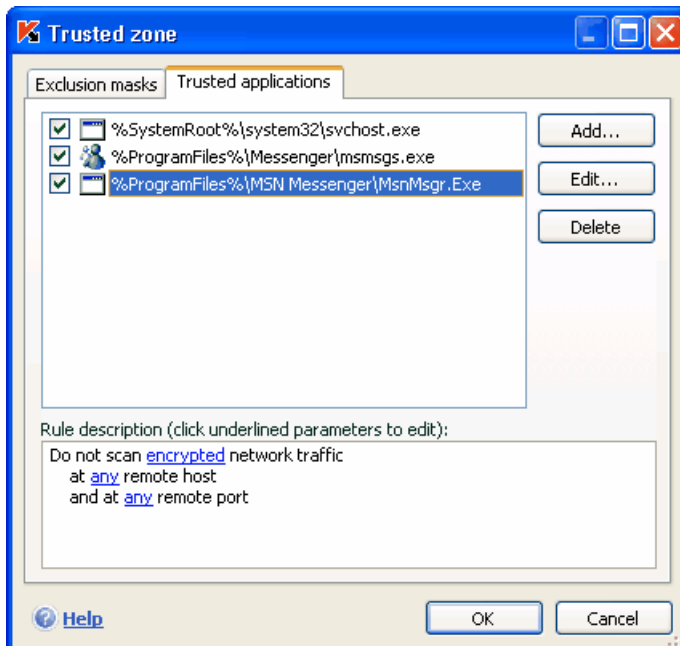 Trusted zone
Exclusion masks
Trusted applications
%SystemRoot%\system32\svchost.exe
%ProgramFiles%\Messenger\msmsgs.exe
%ProgramFiles%\MSN Messenger\MsnMsgr.Exe
Add...
Edit...
Delete
Rule description (click underlined parameters to edit):
Do not scan encrypted network traffic
at any remote host
and at any remote port
Help
OK
Cancel